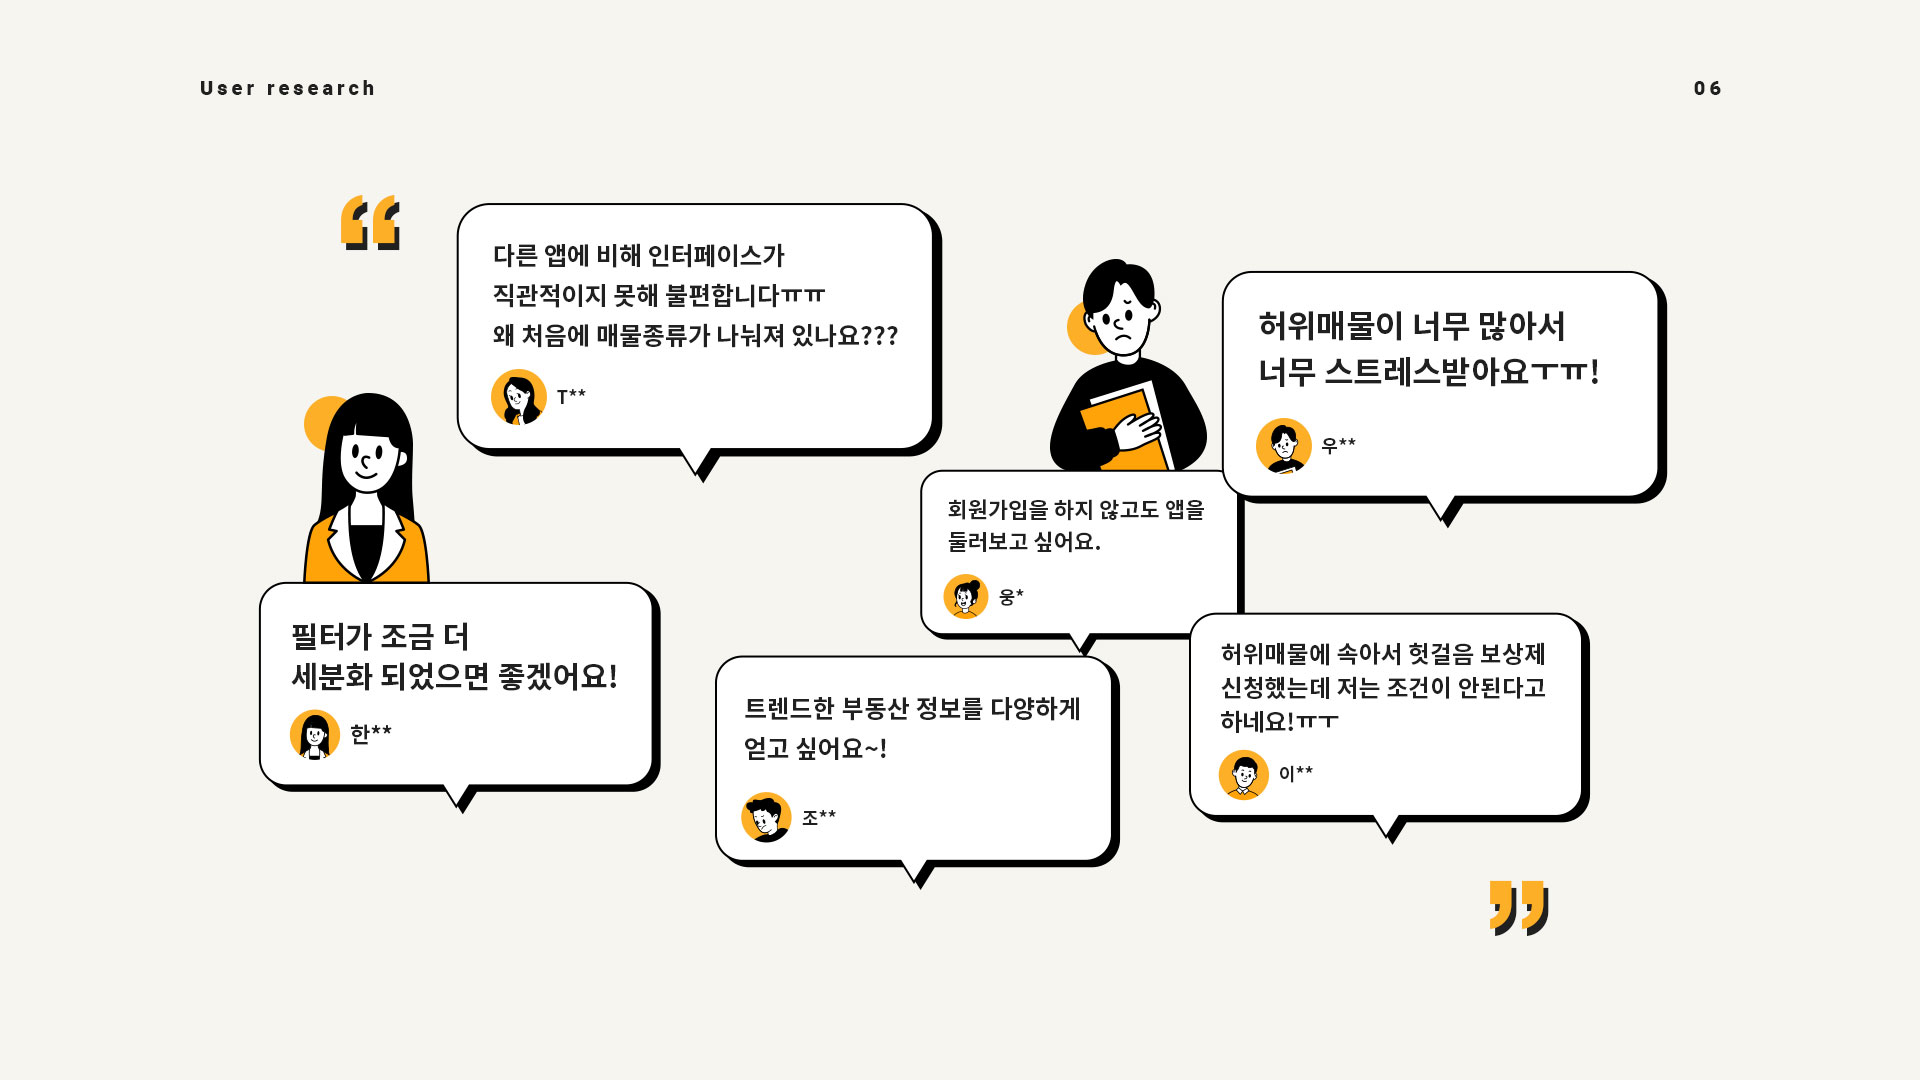 User research
06
다른 앱에 비해 인터페이스가
직관적이지 못해 불편합니다ㅠㅠ
왜 처음에 매물종류가 나눠져 있나요???
T**
허위매물이 너무 많아서
너무 스트레스받아요ㅜㅠ!
우**
회원가입을 하지 않고도 앱을
둘러보고 싶어요.
웅*
필터가 조금 더
세분화 되었으면 좋겠어요!
한**
트렌드한 부동산 정보를 다양하게
얻고 싶어요~!
조**
허위매물에 속아서 헛걸음 보상제
신청했는데 저는 조건이 안된다고
하네요!ㅠㅜ
이**